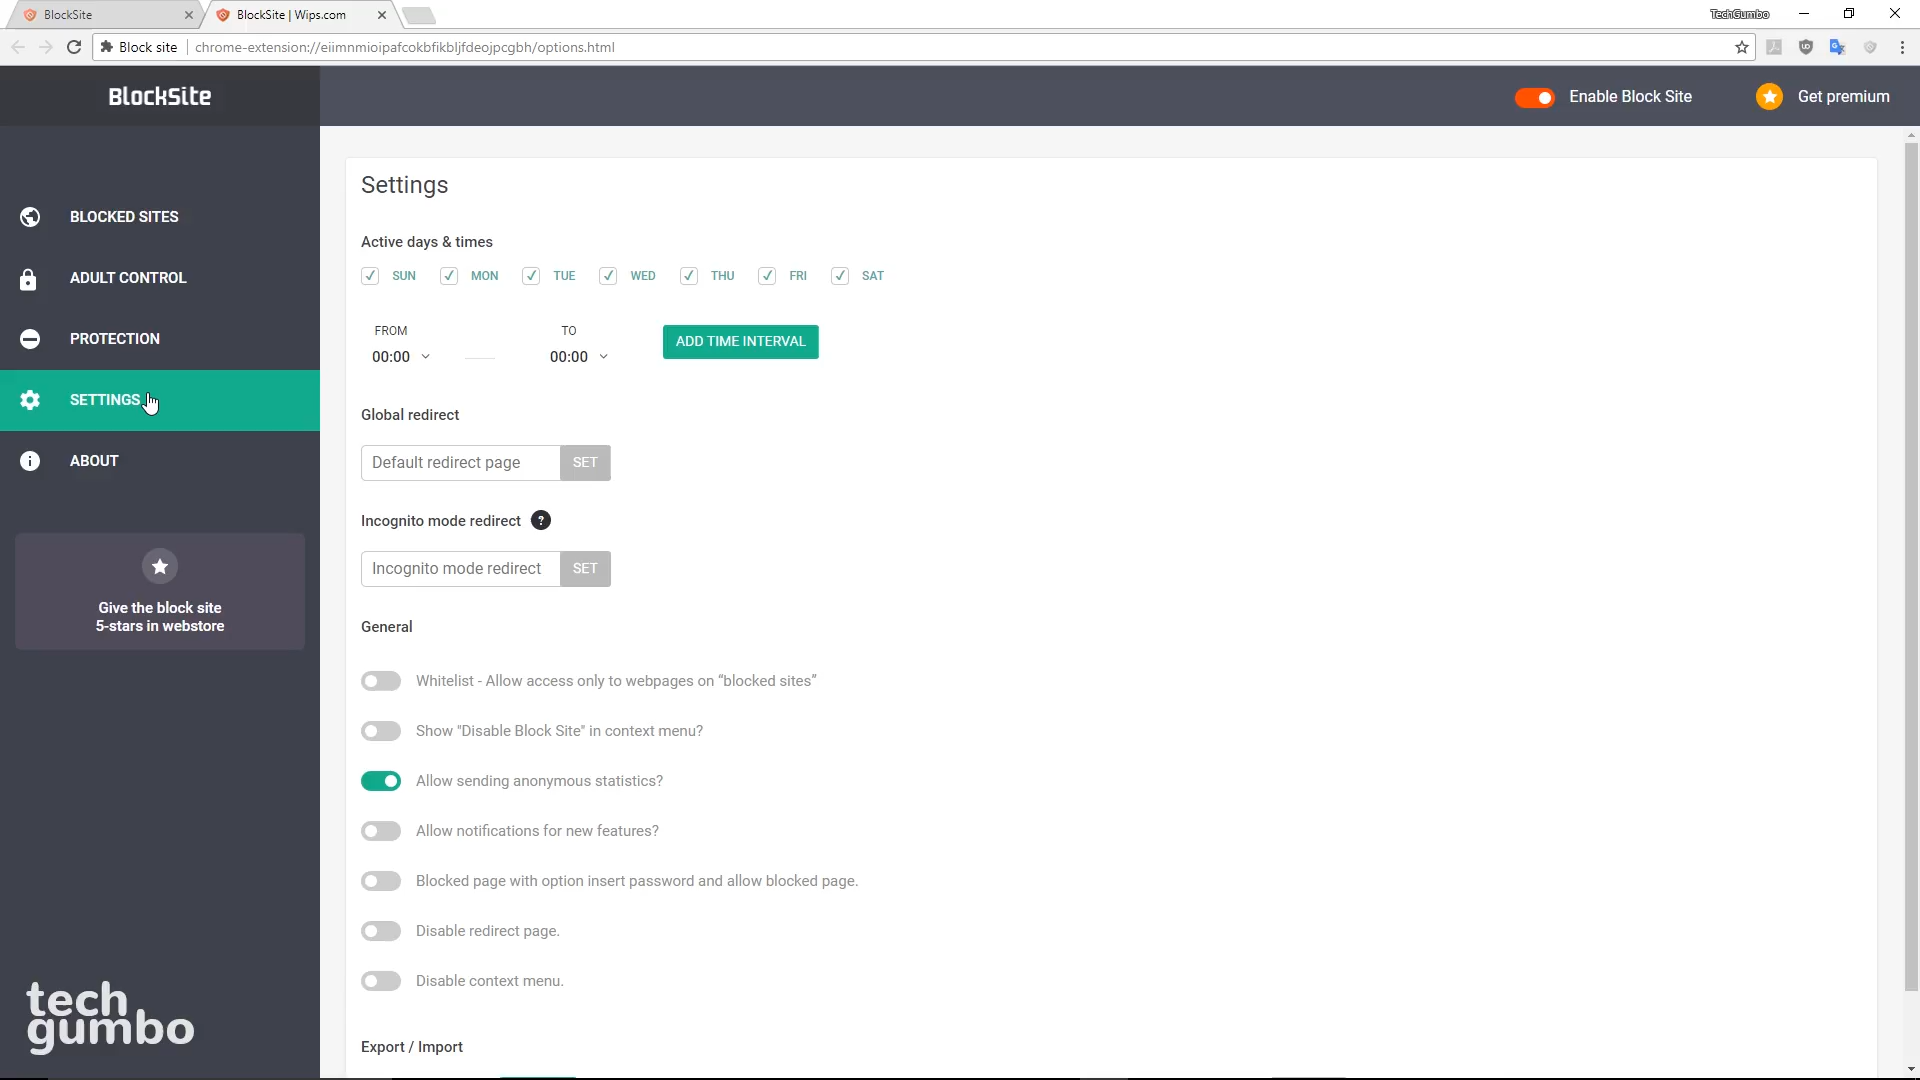 BlockSite
BlockSite | Wips.com
TechGumbo
Block site
chrome-extension://eiimnmioipafcokbfikbljfdeojpcgbh/options.html
BlockSite
Enable Block Site
Get premium
BLOCKED SITES
ADULT CONTROL
PROTECTION
SETTINGS
ABOUT
Give the block site
5-stars in webstore
tech
gumbo
Settings
Active days & times
SUN MON TUE WED THU FRI SAT
FROM TO
00:00 00:00
ADD TIME INTERVAL
Global redirect
Default redirect page SET
Incognito mode redirect ?
Incognito mode redirect SET
General
Whitelist - Allow access only to webpages on “blocked sites”
Show "Disable Block Site" in context menu?
Allow sending anonymous statistics?
Allow notifications for new features?
Blocked page with option insert password and allow blocked page.
Disable redirect page.
Disable context menu.
Export / Import